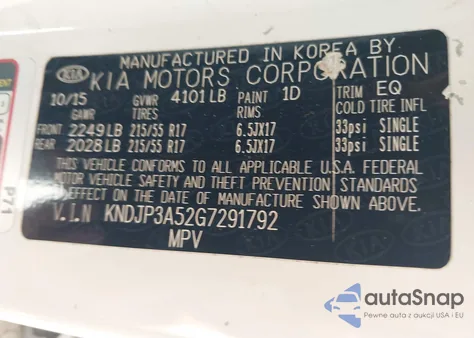 MANUFACTURED IN KOREA BY
KIA KIA MOTORS CORPORATION
10/15 GVWR 4101 LB PAINT 1D TRIM EQ
GAWR TIRES RIMS COLD TIRE INFL
FRONT 2249 LB 215/55 R17 6.5JX17 33psi SINGLE
REAR 2028 LB 215/55 R17 6.5JX17 33psi SINGLE
THIS VEHICLE CONFORMS TO ALL APPLICABLE U.S.A. FEDERAL
MOTOR VEHICLE SAFETY AND THEFT PREVENTION STANDARDS
IN EFFECT ON THE DATE OF MANUFACTURE SHOWN ABOVE.
V.I.N KNDJP3A52G7291792
MPV
P71
autoSnap
Pewne auta z aukcji USA i EU